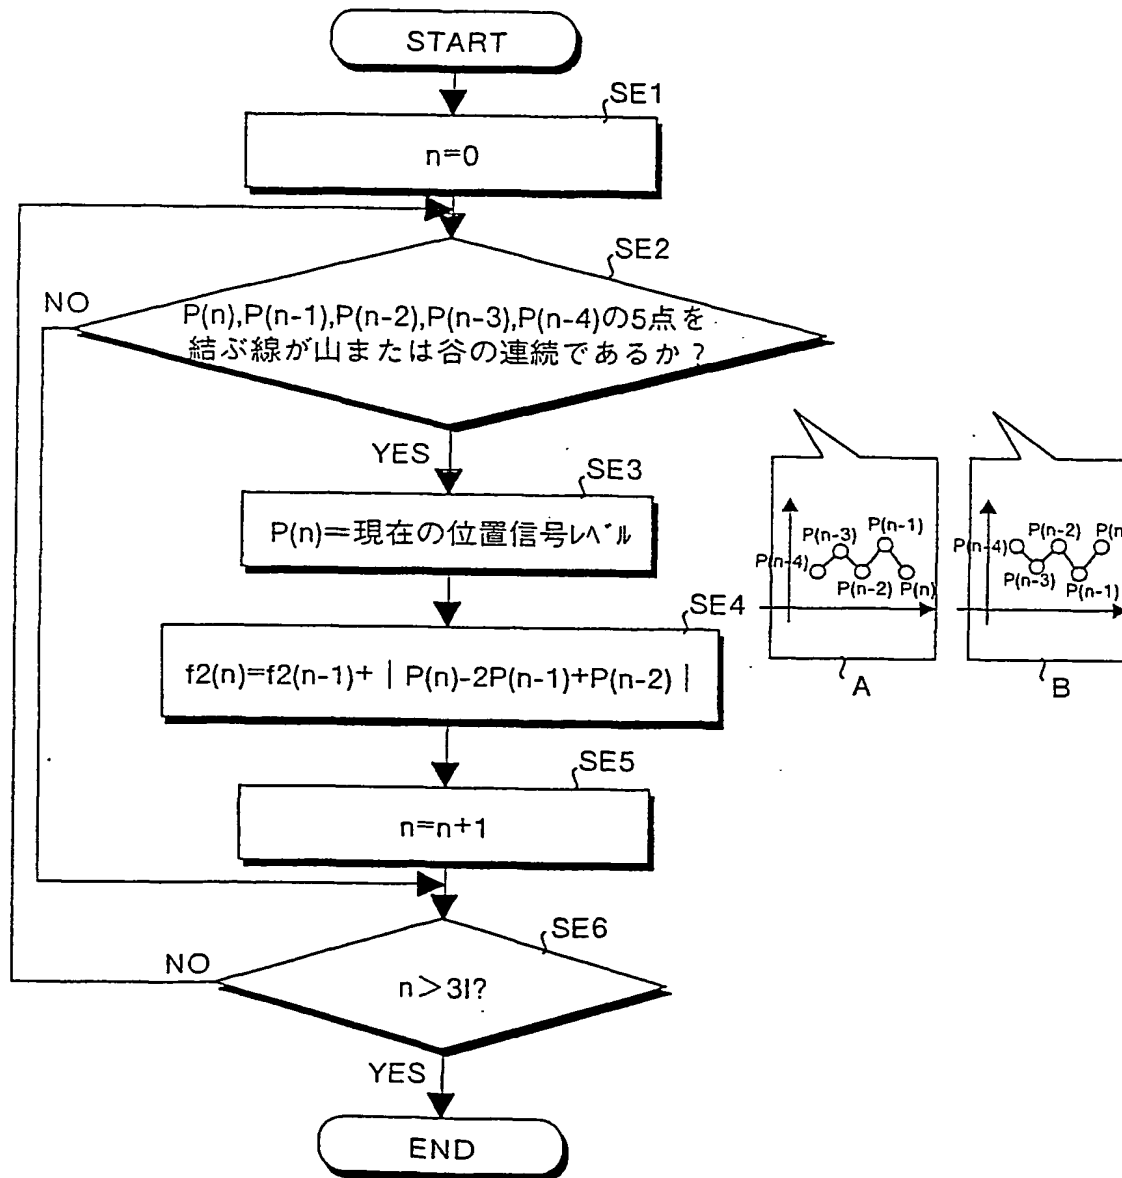 START
SE1
n=0
SE2
NO
P(n),P(n-1),P(n-2),P(n-3),P(n-4)の5点を
結ぶ線が山または谷の連続であるか?
YES
SE3
P(n)=現在の位置信号レベル
SE4
f2(n)=f2(n-1)+|P(n)-2P(n-1)+P(n-2)|
SE5
n=n+1
SE6
NO
n>31?
YES
END
P(n-1)
P(n-3)
P(n-4)
P(n-2)
P(n)
A
P(n-2)
P(n
P(n-4)
P(n-3)
P(n-1)
B